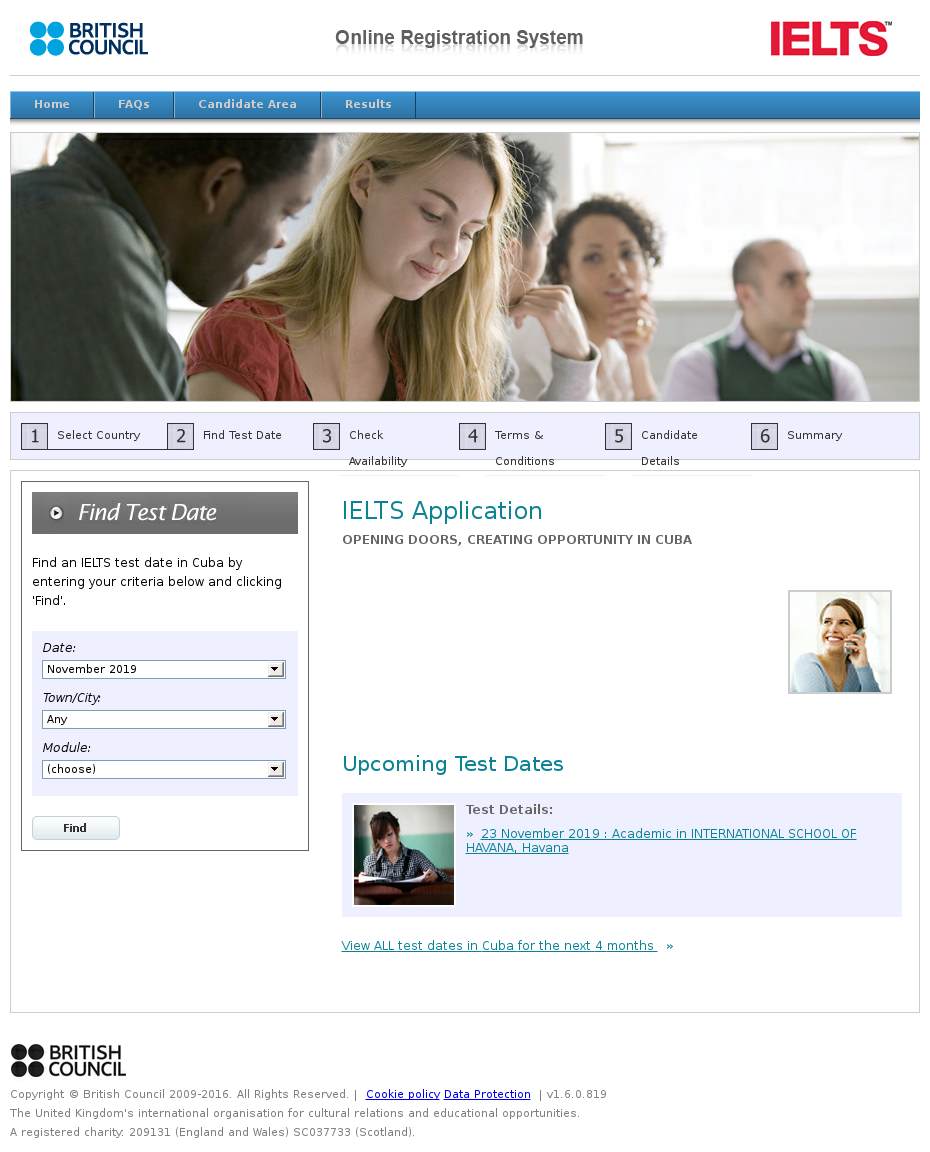 BRITISH
COUNCIL
Online Registration System
IELTS™
Home FAQs Candidate Area Results
1 Select Country 2 Find Test Date 3 Check Availability 4 Terms & Conditions 5 Candidate Details 6 Summary
Find Test Date
Find an IELTS test date in Cuba by
entering your criteria below and clicking
'Find'.
Date:
November 2019
Town/City:
Any
Module:
(choose)
Find
IELTS Application
OPENING DOORS, CREATING OPPORTUNITY IN CUBA
Upcoming Test Dates
Test Details:
» 23 November 2019 : Academic in INTERNATIONAL SCHOOL OF
HAVANA, Havana
View ALL test dates in Cuba for the next 4 months »
BRITISH
COUNCIL
Copyright © British Council 2009-2016. All Rights Reserved. | Cookie policy Data Protection | v1.6.0.819
The United Kingdom's international organisation for cultural relations and educational opportunities.
A registered charity: 209131 (England and Wales) SC037733 (Scotland).